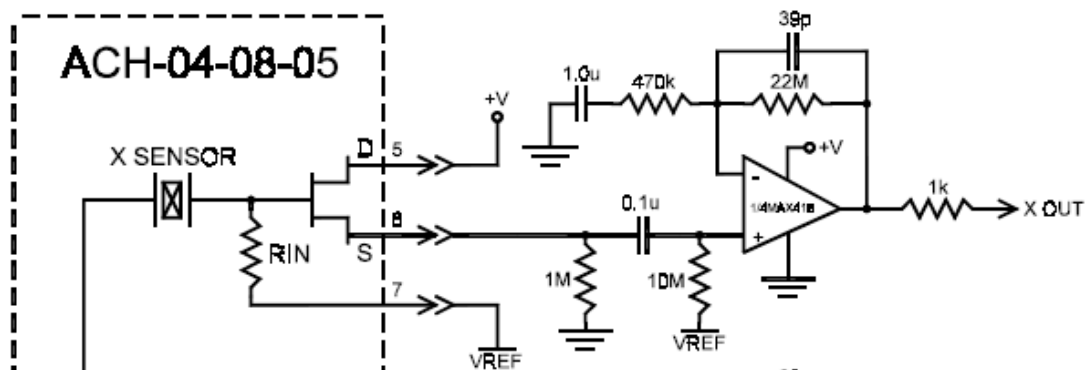 39p
ACH-04-08-05
1.0u
470k
22M
+V
X SENSOR
D
5
+V
-
1/4MAX418
1k
X OUT
0.1u
6
+
RIN
S
1M
10M
7
VREF
VREF